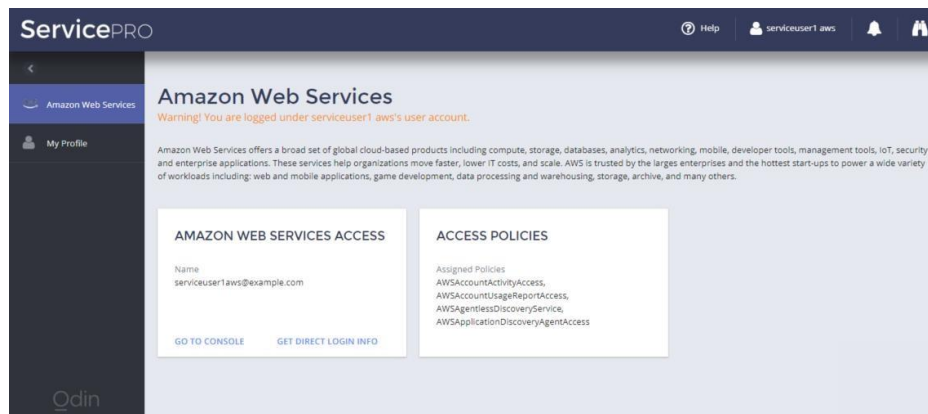 ServicePRO
Help
serviceuser1 aws
Amazon Web Services
My Profile
Amazon Web Services
Warning! You are logged under serviceuser1 aws's user account.
Amazon Web Services offers a broad set of global cloud-based products including compute, storage, databases, analytics, networking, mobile, developer tools, management tools, IoT, security
and enterprise applications. These services help organizations move faster, lower IT costs, and scale. AWS is trusted by the larges enterprises and the hottest start-ups to power a wide variety
of workloads including: web and mobile applications, game development, data processing and warehousing, storage, archive, and many others.
AMAZON WEB SERVICES ACCESS
Name
serviceuser1aws@example.com
GO TO CONSOLE
GET DIRECT LOGIN INFO
ACCESS POLICIES
Assigned Policies
AWSAccountActivityAccess,
AWSAccountUsageReportAccess,
AWSAgentlessDiscoveryService,
AWSApplicationDiscoveryAgentAccess
Odin